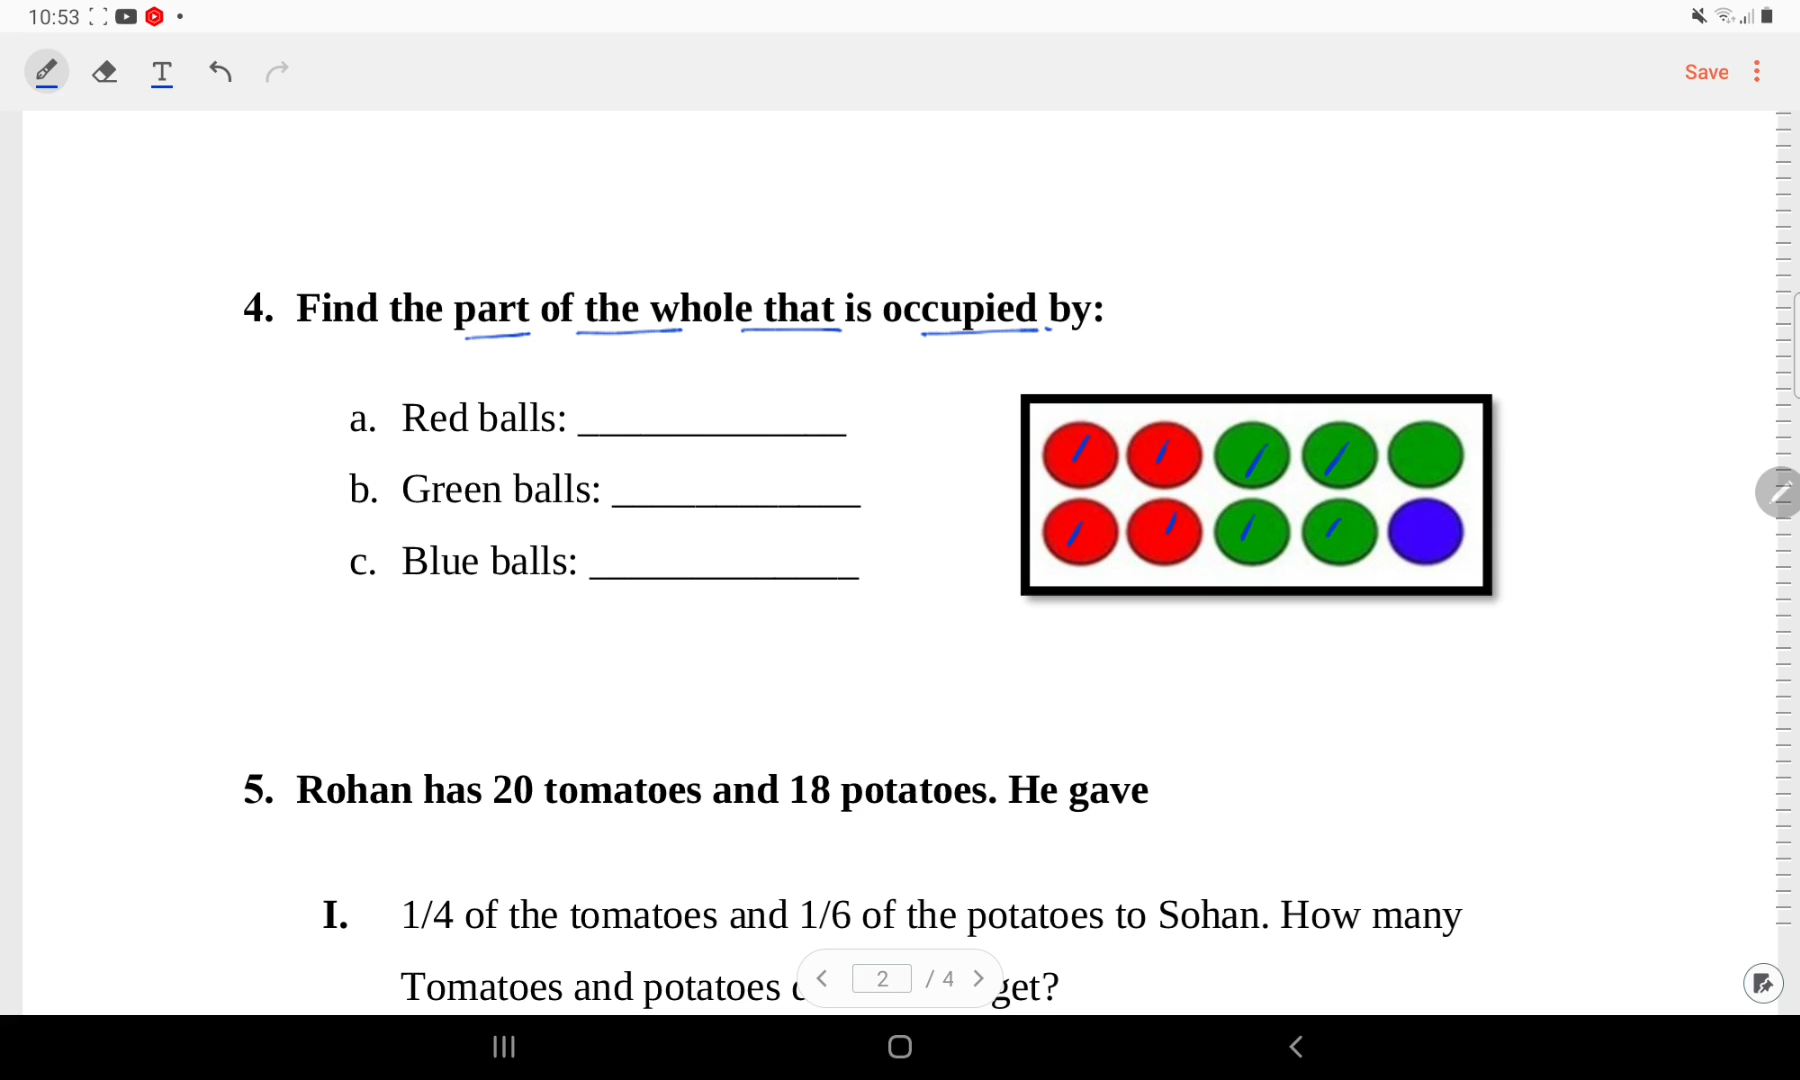 10:53
Save
4. Find the part of the whole that is occupied by:
a. Red balls: _____________
b. Green balls: ____________
c. Blue balls: _____________
5. Rohan has 20 tomatoes and 18 potatoes. He gave
I. 1/4 of the tomatoes and 1/6 of the potatoes to Sohan. How many
Tomatoes and potatoes get?
2 / 4